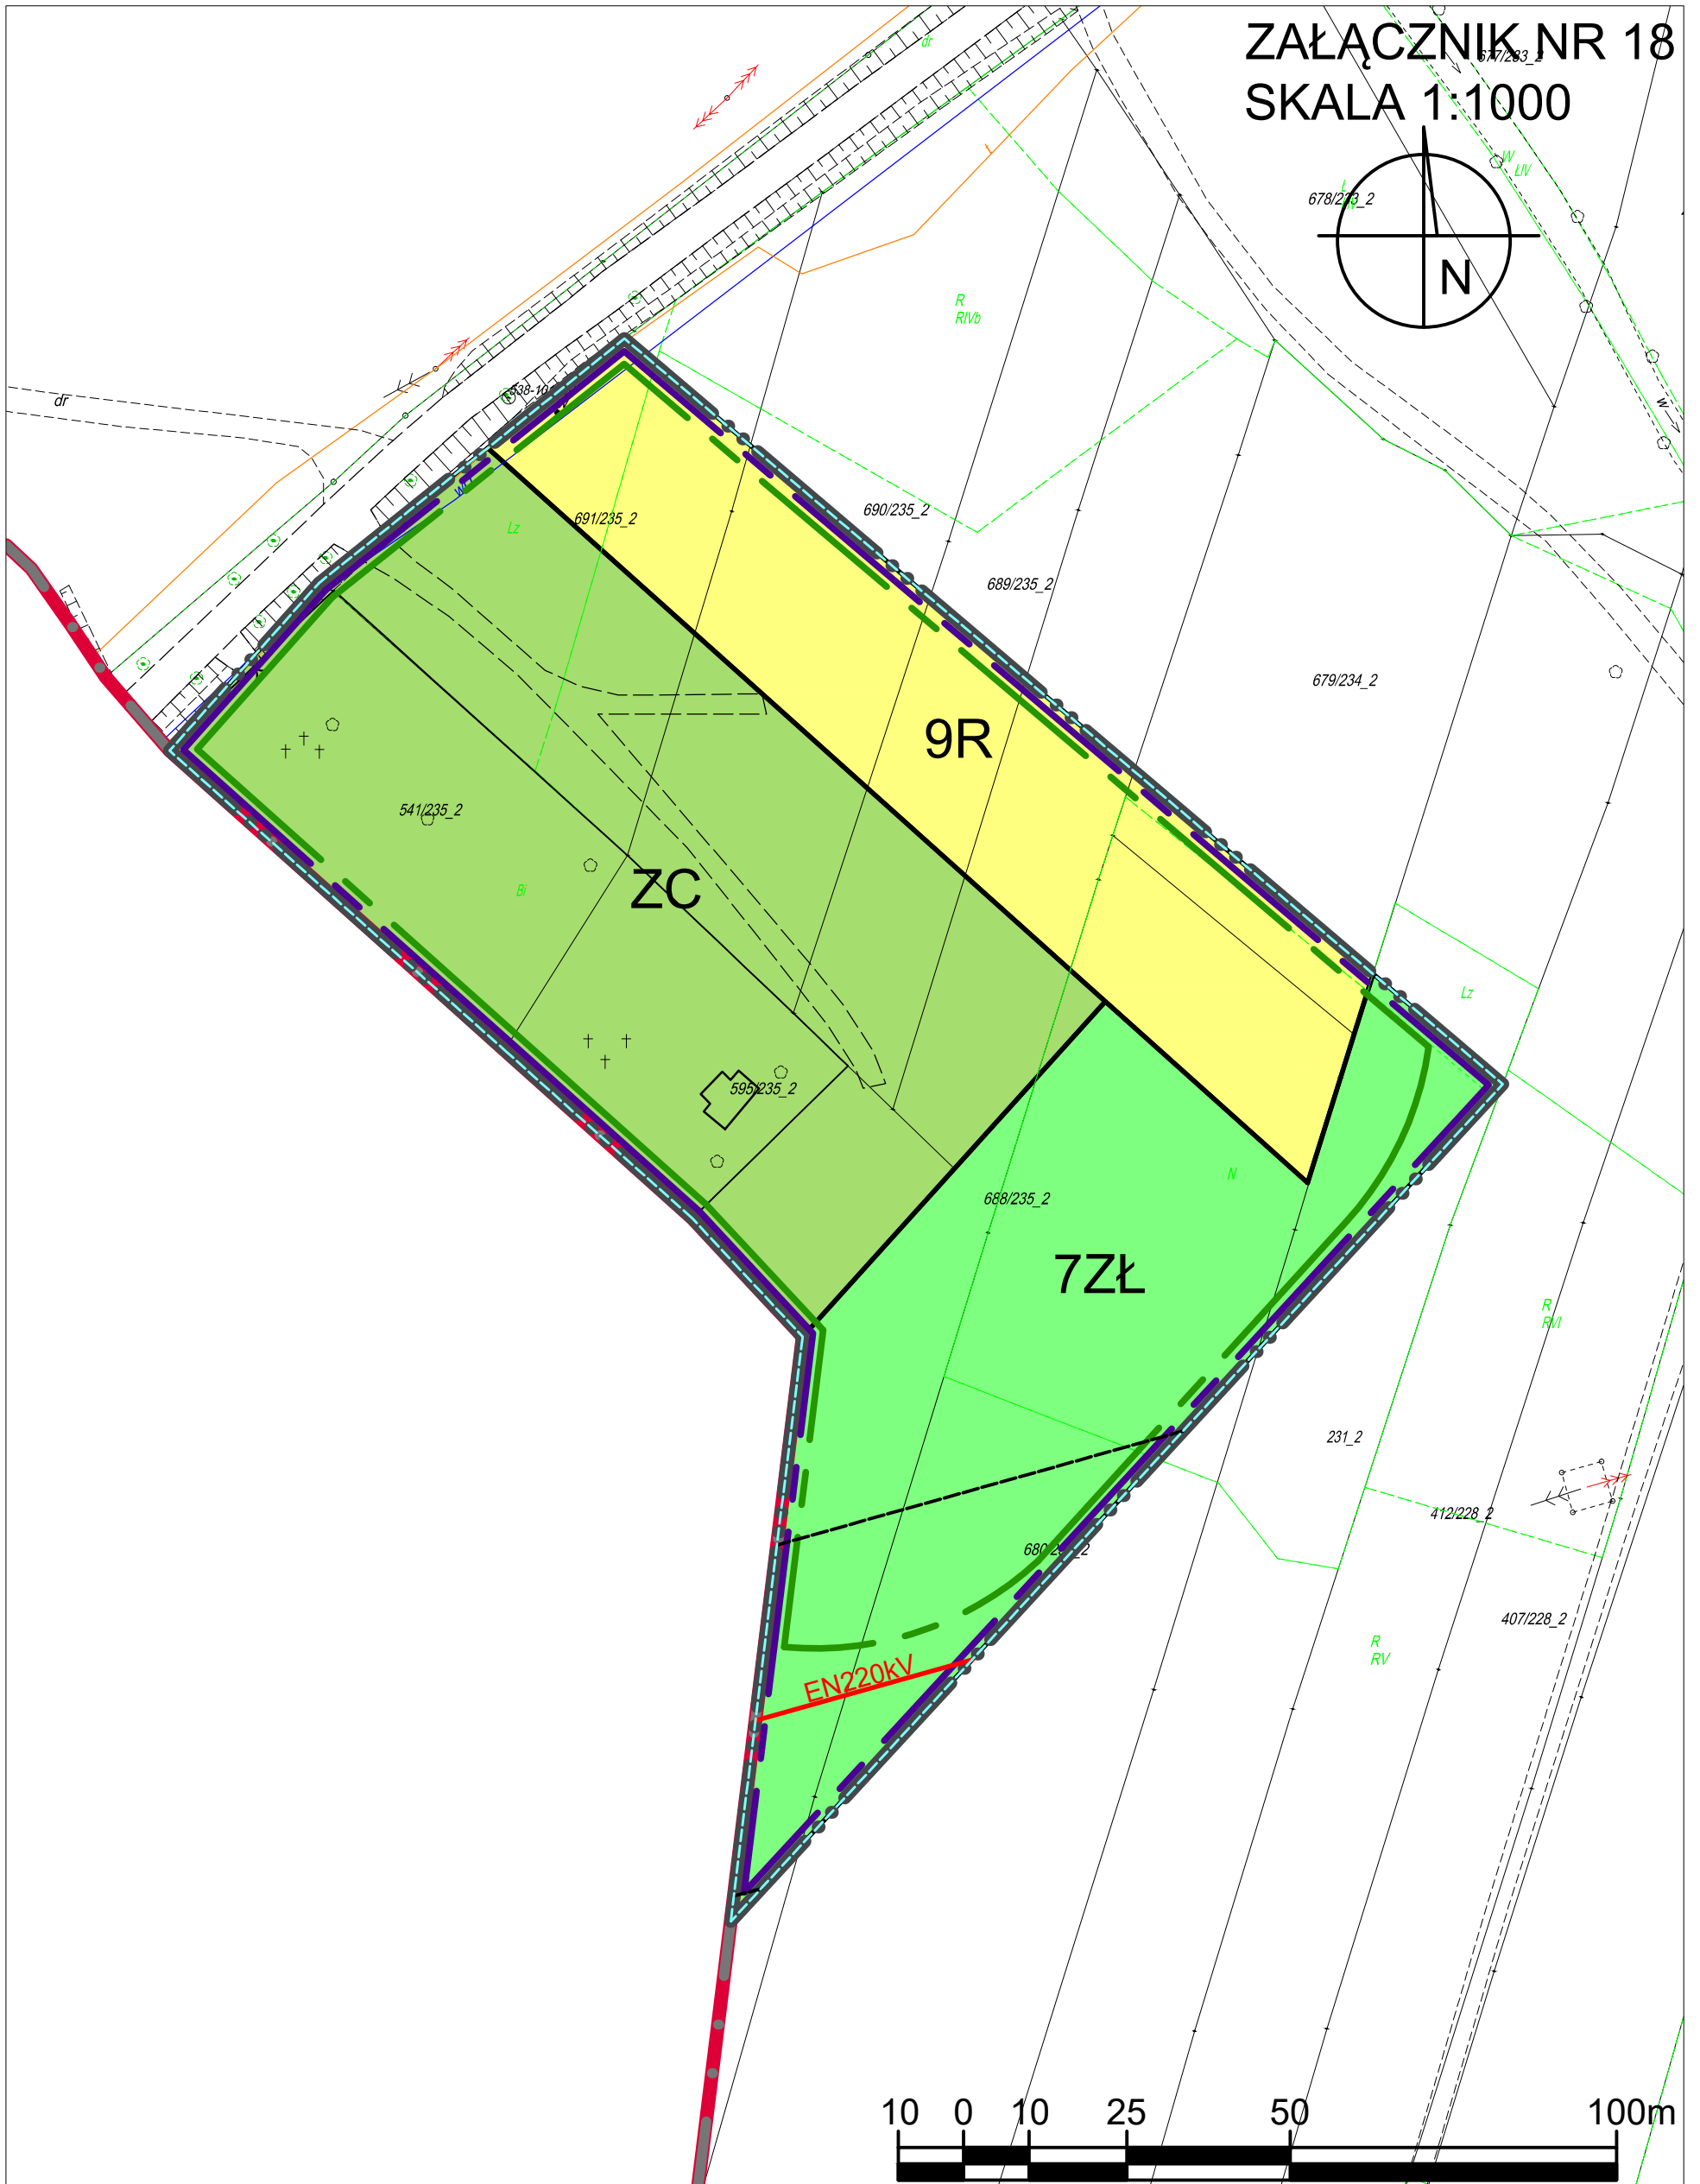 ZAŁĄCZNIK NR 18
SKALA 1:1000
677/233_2
dr
W
ŁIV
N
R
RIVb
dr
w
690/235_2
691/235_2
Lz
689/235_2
679/234_2
9R
541/235_2
Bi
ZC
Lz
595/235_2
688/235_2
N
7ZŁ
R
RVI
231_2
412/228_2
407/228_2
R
RV
EN220kV
10 0 10 25 50 100m